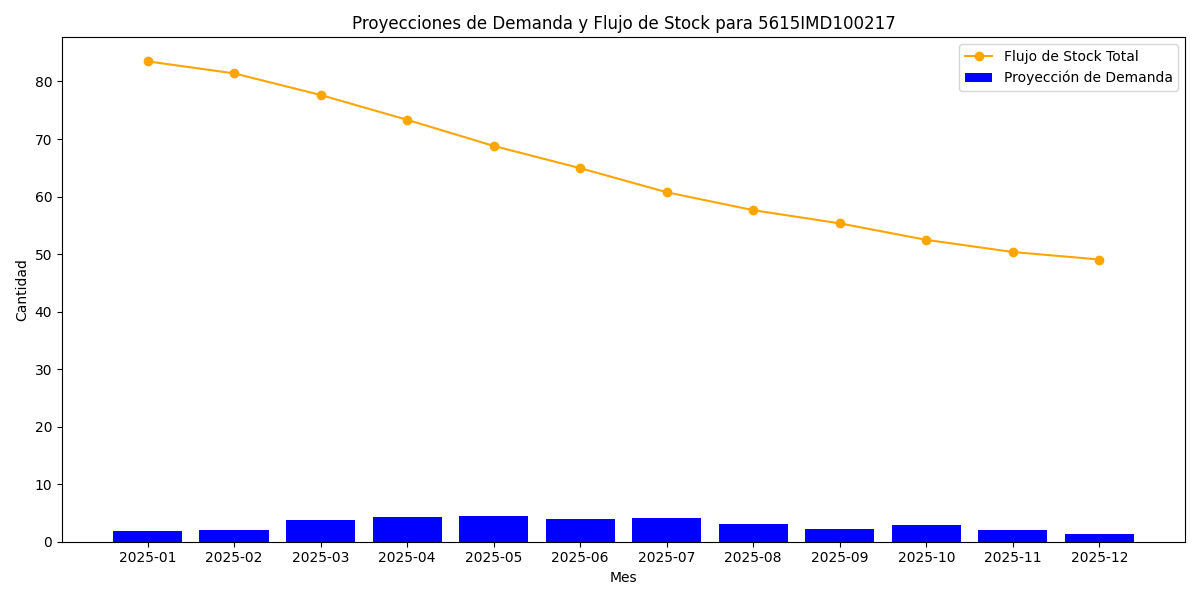 Proyecciones de Demanda y Flujo de Stock para 5615IMD100217
Flujo de Stock Total
Proyección de Demanda
Cantidad
80
70
60
50
40
30
20
10
0
2025-01 2025-02 2025-03 2025-04 2025-05 2025-06 2025-07 2025-08 2025-09 2025-10 2025-11 2025-12
Mes